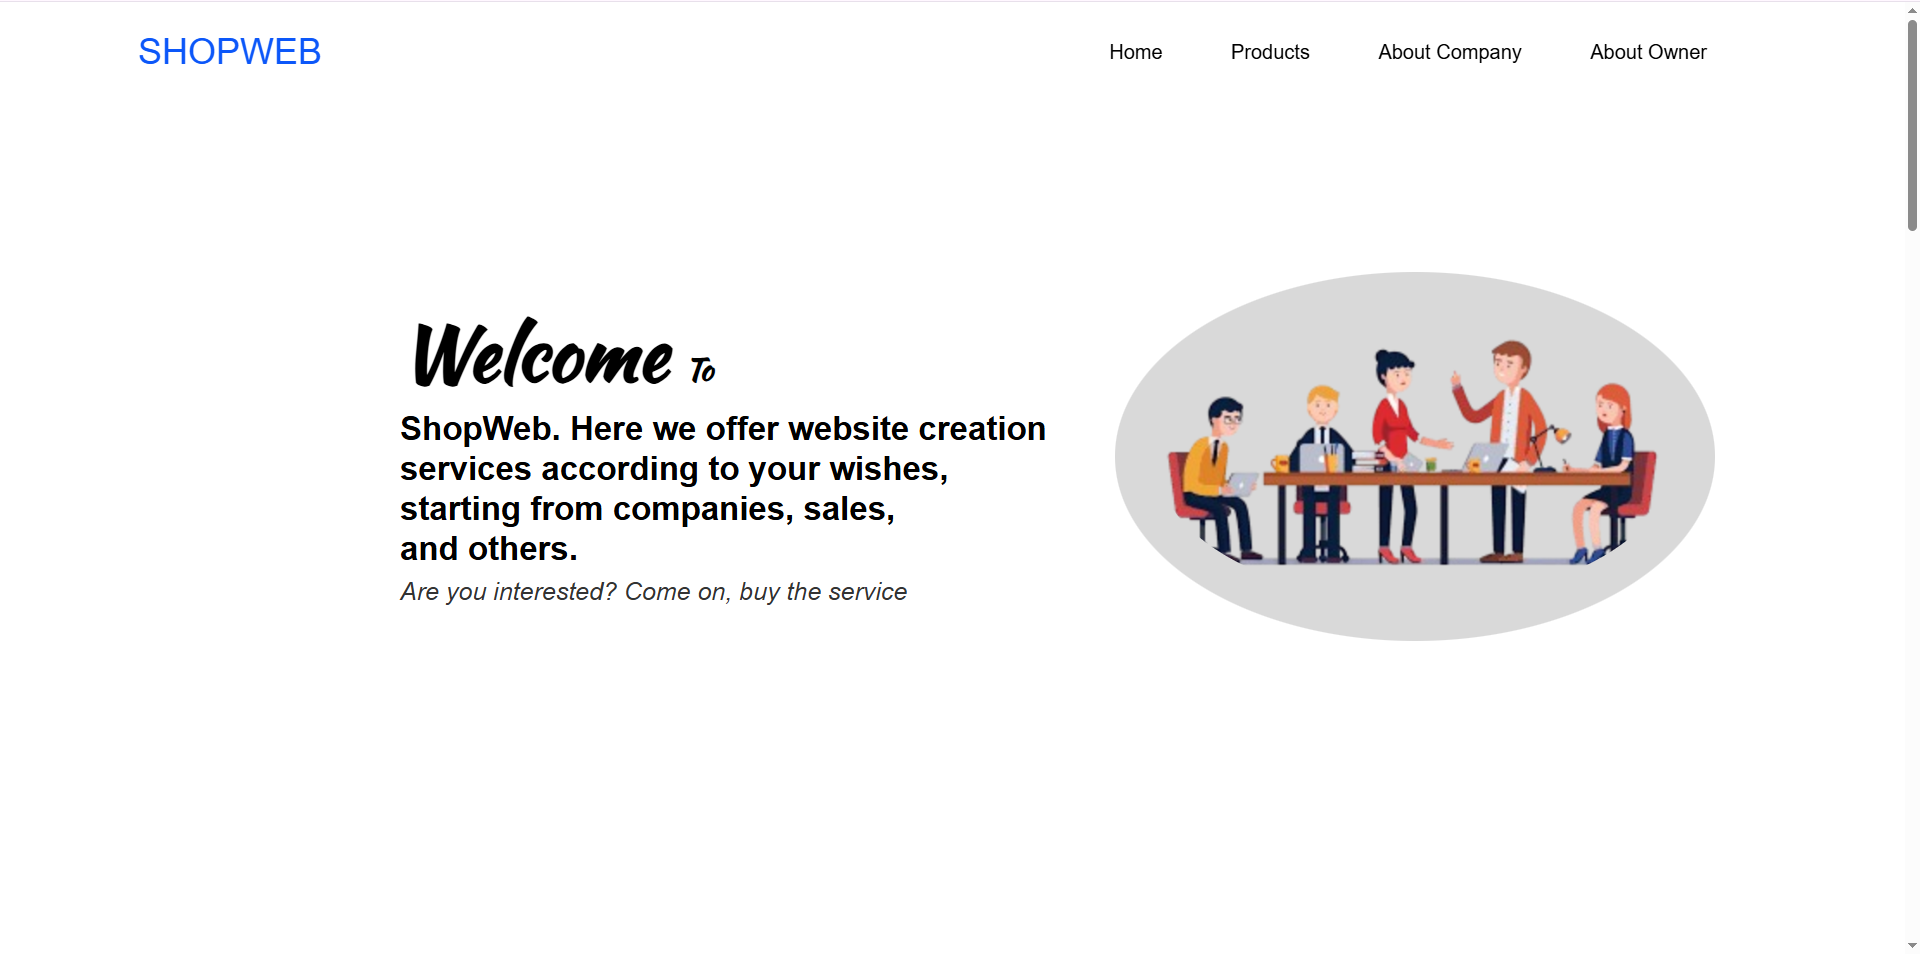 SHOPWEB
Home Products About Company About Owner
Welcome To
ShopWeb. Here we offer website creation
services according to your wishes,
starting from companies, sales,
and others.
Are you interested? Come on, buy the service